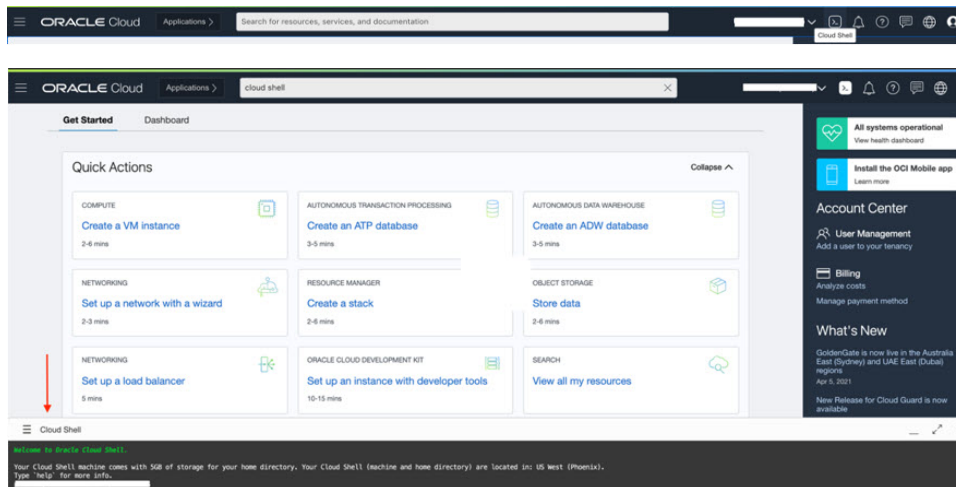 ORACLE Cloud Applications > Search for resources, services, and documentation
Cloud Shell
ORACLE Cloud Applications > cloud shell
Get Started Dashboard
Quick Actions Collapse
COMPUTE
Create a VM instance
2-6 mins
AUTONOMOUS TRANSACTION PROCESSING
Create an ATP database
3-5 mins
AUTONOMOUS DATA WAREHOUSE
Create an ADW database
3-5 mins
NETWORKING
Set up a network with a wizard
2-3 mins
RESOURCE MANAGER
Create a stack
2-6 mins
OBJECT STORAGE
Store data
2-6 mins
NETWORKING
Set up a load balancer
5 mins
ORACLE CLOUD DEVELOPMENT KIT
Set up an instance with developer tools
10-15 mins
SEARCH
View all my resources
All systems operational
View health dashboard
Install the OCI Mobile app
Learn more
Account Center
User Management
Add a user to your tenancy
Billing
Analyze costs
Manage payment method
What's New
GoldenGate is now live in the Australia
East (Sydney) and UAE East (Dubai)
regions
Apr 5, 2021
New Release for Cloud Guard is now
available
Cloud Shell
Welcome to Oracle Cloud Shell.
Your Cloud Shell machine comes with 5GB of storage for your home directory. Your Cloud Shell (machine and home directory) are located in: US West (Phoenix).
Type `help` for more info.